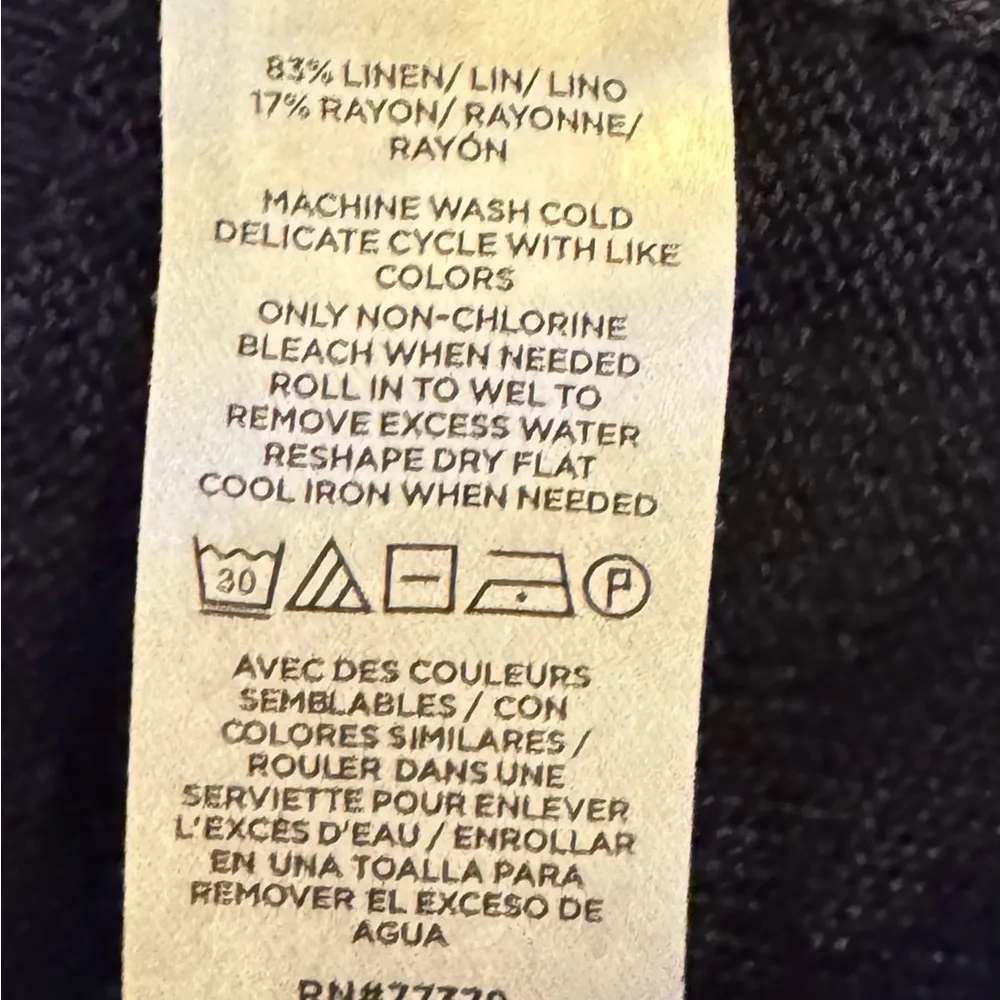 83% LINEN/ LIN/ LINO
17% RAYON/ RAYONNE/
RAYÓN
MACHINE WASH COLD
DELICATE CYCLE WITH LIKE
COLORS
ONLY NON-CHLORINE
BLEACH WHEN NEEDED
ROLL IN TO WEL TO
REMOVE EXCESS WATER
RESHAPE DRY FLAT
COOL IRON WHEN NEEDED
30 P
AVEC DES COULEURS
SEMBLABLES / CON
COLORES SIMILARES /
ROULER DANS UNE
SERVIETTE POUR ENLEVER
L'EXCÈS D'EAU / ENROLLAR
EN UNA TOALLA PARA
REMOVER EL EXCESO DE
AGUA